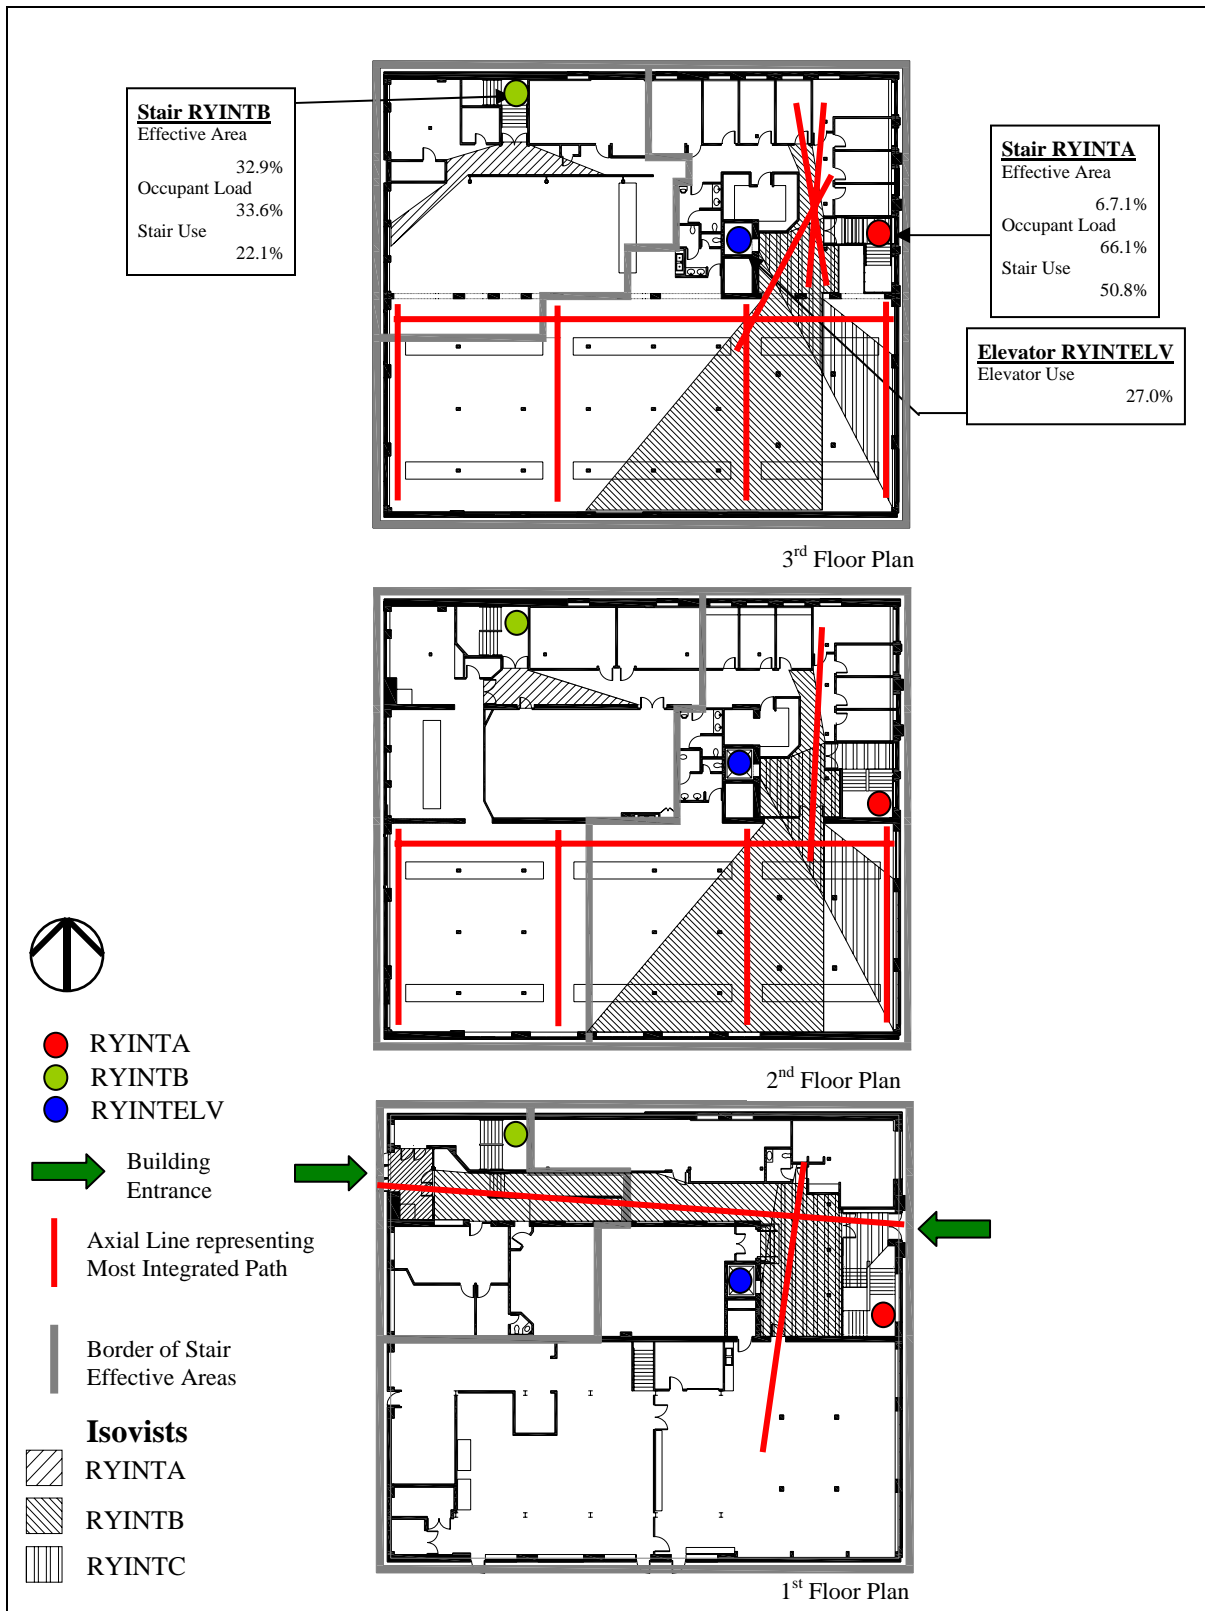 Stair RYINTB
Effective Area
32.9%
Occupant Load
33.6%
Stair Use
22.1%
Stair RYINTA
Effective Area
6.7.1%
Occupant Load
66.1%
Stair Use
50.8%
Elevator RYINTELV
Elevator Use
27.0%
3rd Floor Plan
2nd Floor Plan
RYINTA
RYINTB
RYINTELV
Building
Entrance
Axial Line representing
Most Integrated Path
Border of Stair
Effective Areas
Isovists
RYINTA
RYINTB
RYINTC
1st Floor Plan